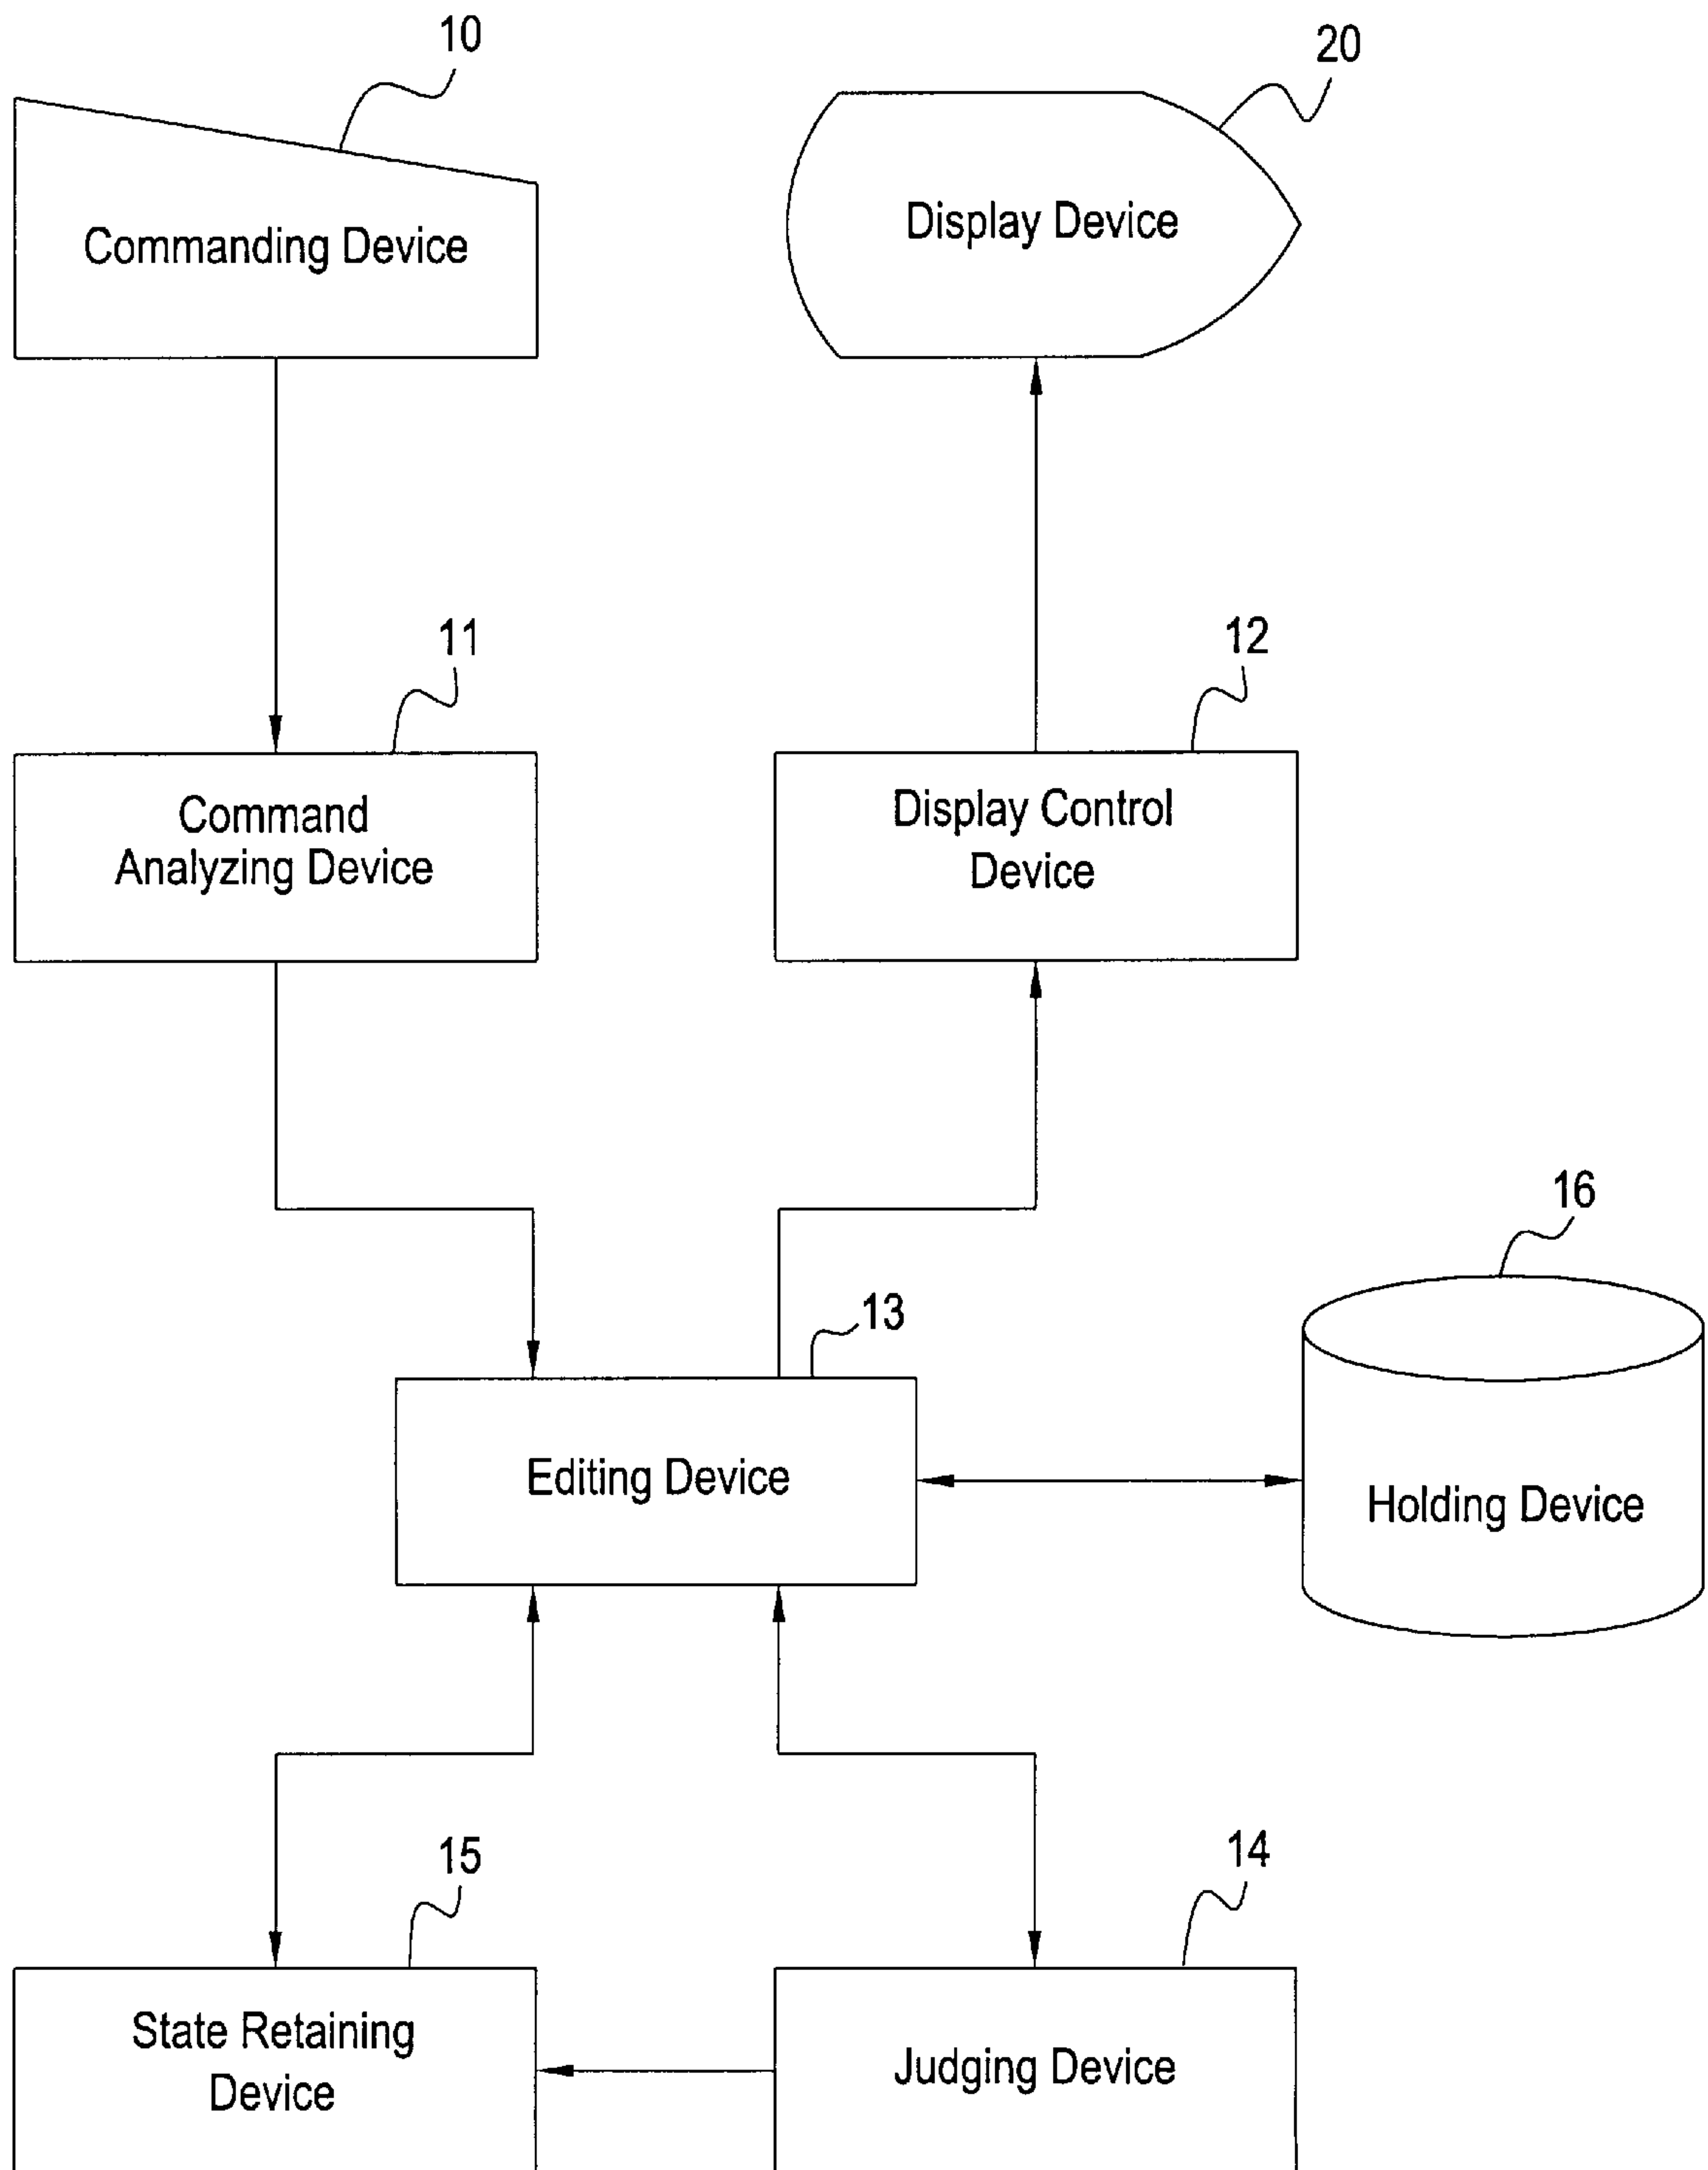 10
20
Commanding Device
Display Device
11
12
Command
Analyzing Device
Display Control
Device
16
13
Editing Device
Holding Device
15
14
State Retaining
Device
Judging Device